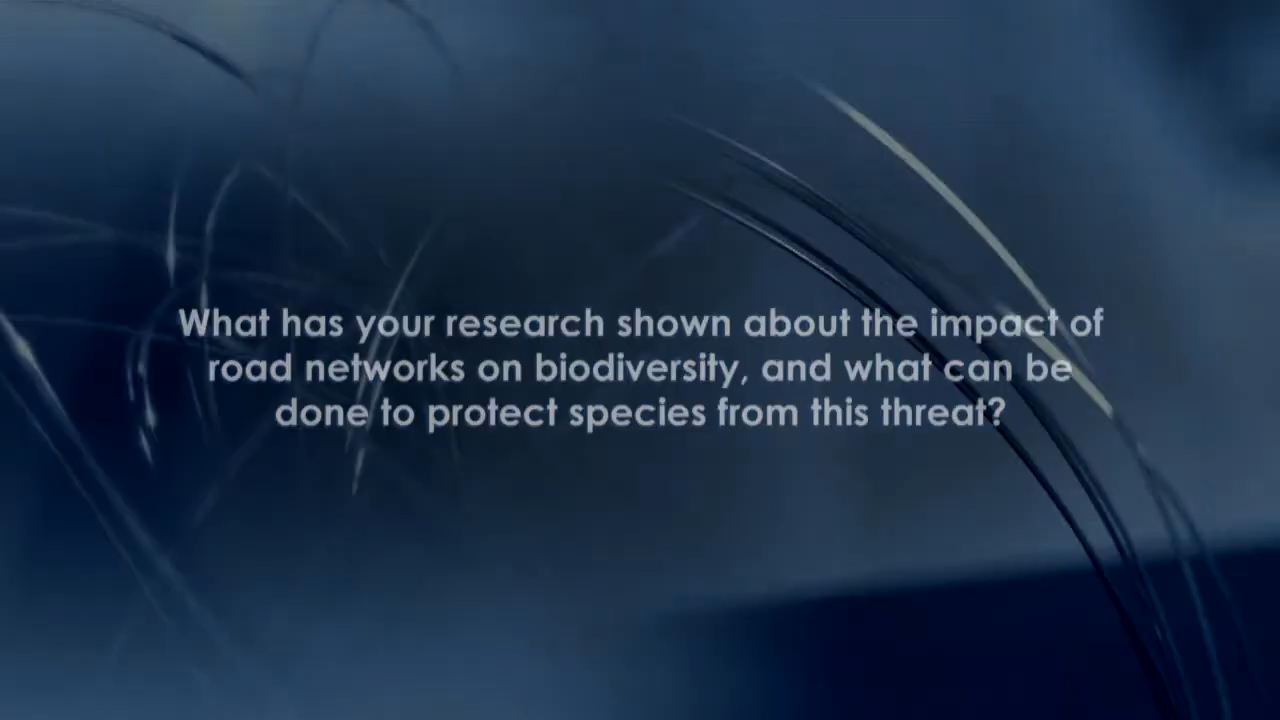 What has your research shown about the impact of
road networks on biodiversity, and what can be
done to protect species from this threat?